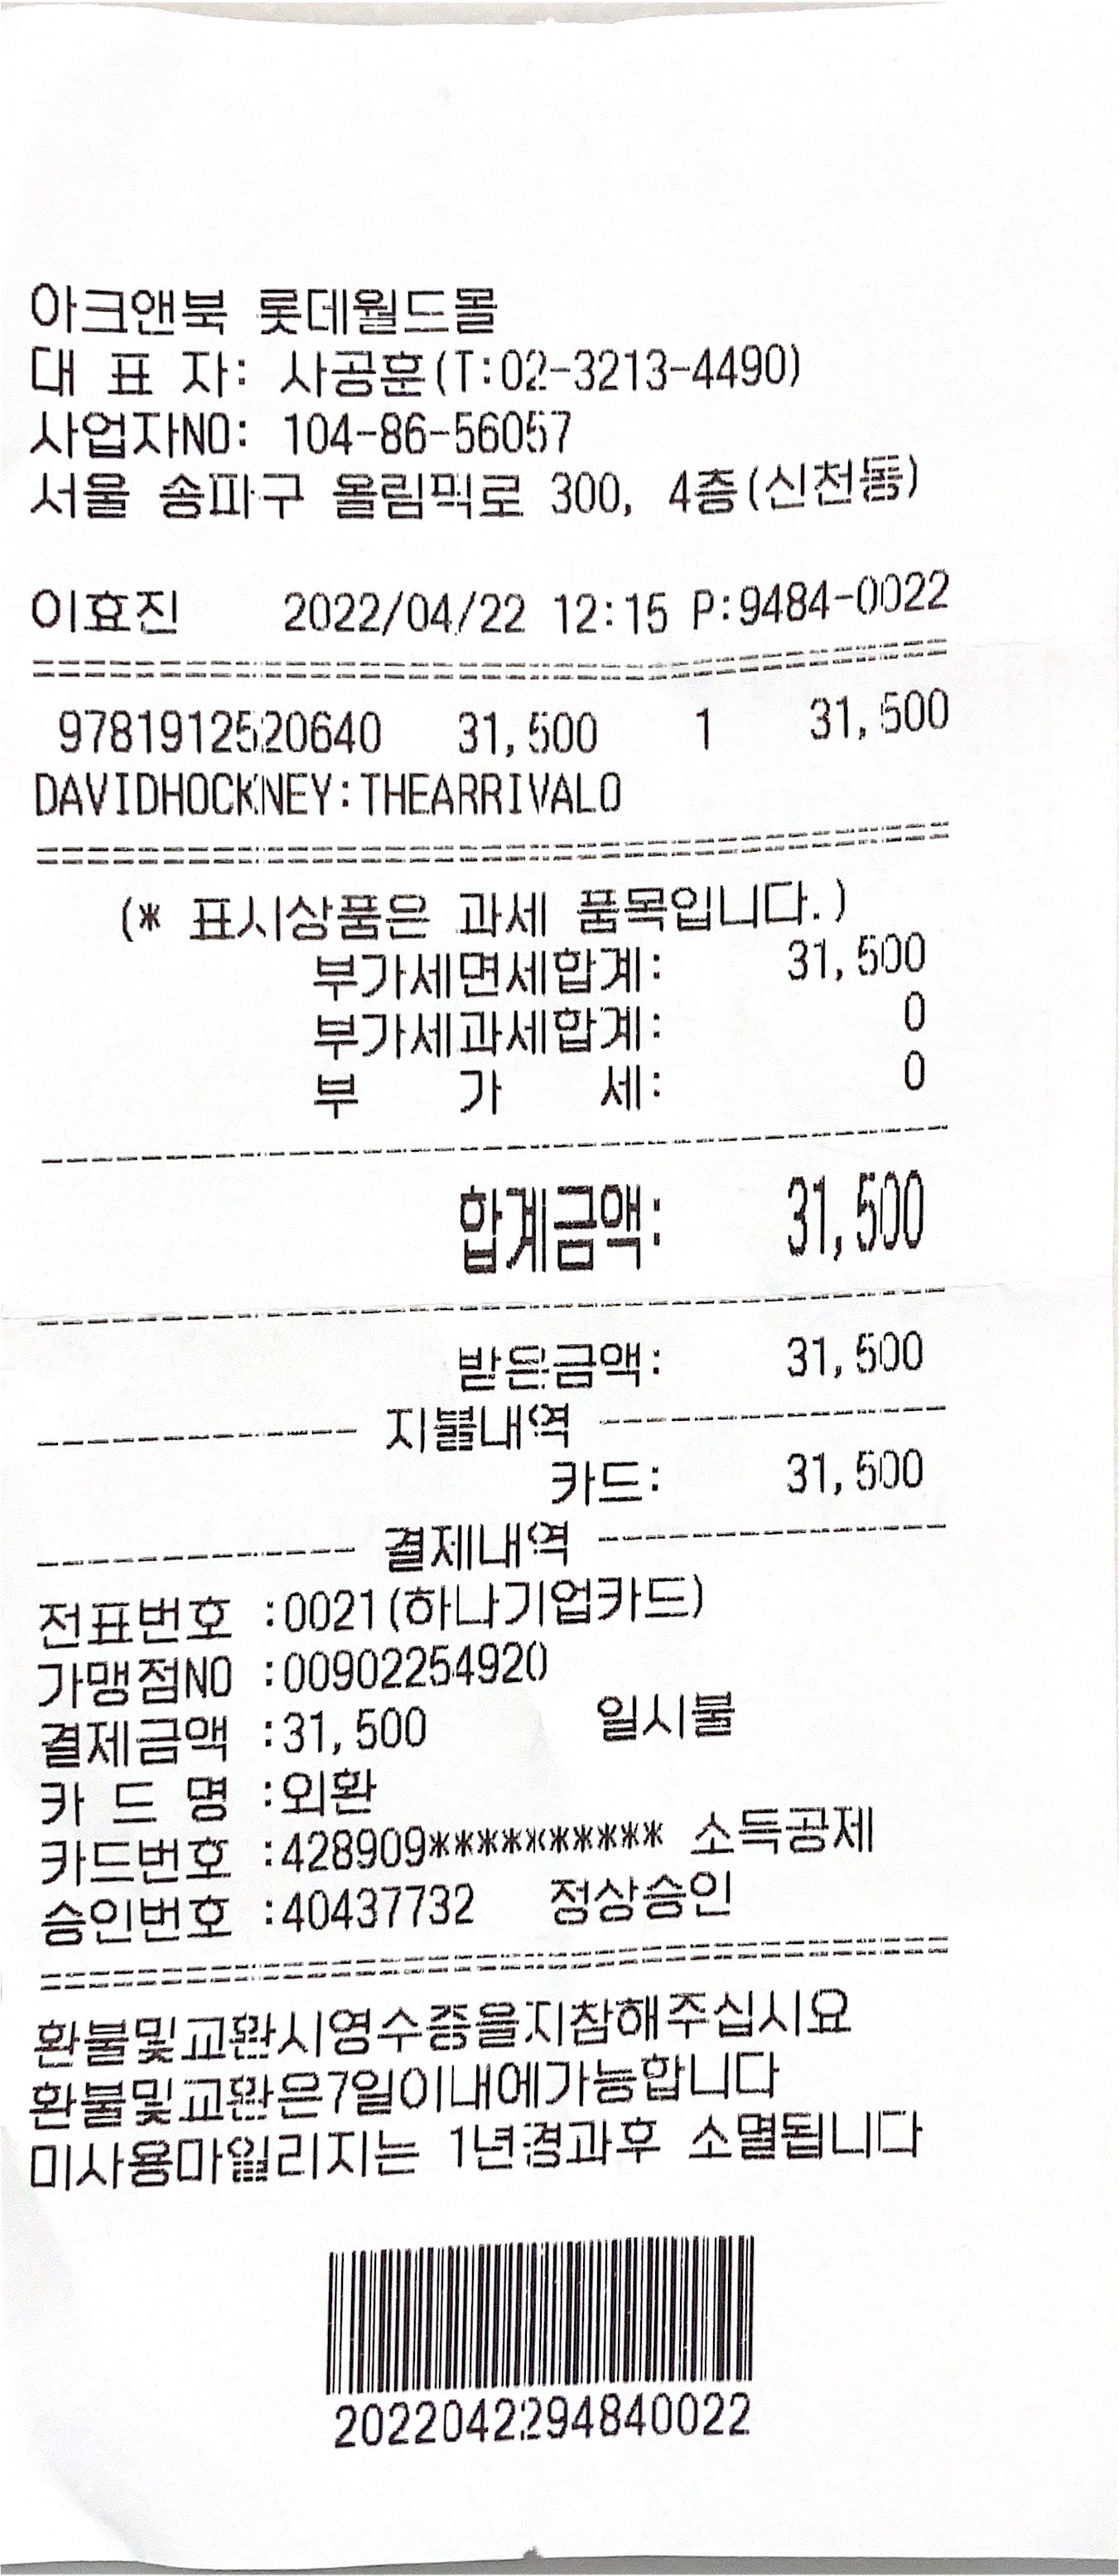 아크앤북 롯데월드몰
대 표 자: 사공훈(T:02-3213-4490)
사업자NO: 104-86-56057
서울 송파구 올림픽로 300, 4층(신천동)
이효진 2022/04/22 12:15 P:9484-0022
==========================================
9781912520640 31,500 1 31,500
DAVIDHOCKNEY:THEARRIVALO
==========================================
(* 표시상품은 과세 품목입니다.)
부가세면세합계: 31,500
부가세과세합계: 0
부 가 세: 0
------------------------------------------
합계금액: 31,500
------------------------------------------
받은금액: 31,500
--------------- 지불내역 ----------------
카드: 31,500
--------------- 결제내역 ----------------
전표번호 :0021(하나기업카드)
가맹점NO :00902254920
결제금액 :31,500 일시불
카 드 명 :외환
카드번호 :428909********** 소득공제
승인번호 :40437732 정상승인
==========================================
환불및교환시영수증을지참해주십시요
환불및교환은7일이내에가능합니다
미사용마일리지는 1년경과후 소멸됩니다
2022042294840022